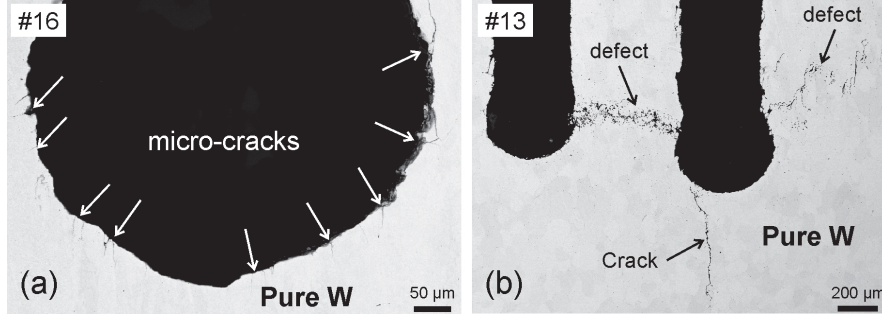 #16
micro-cracks
(a)
Pure W
50 µm
#13
defect
defect
Crack
Pure W
(b)
200 µm